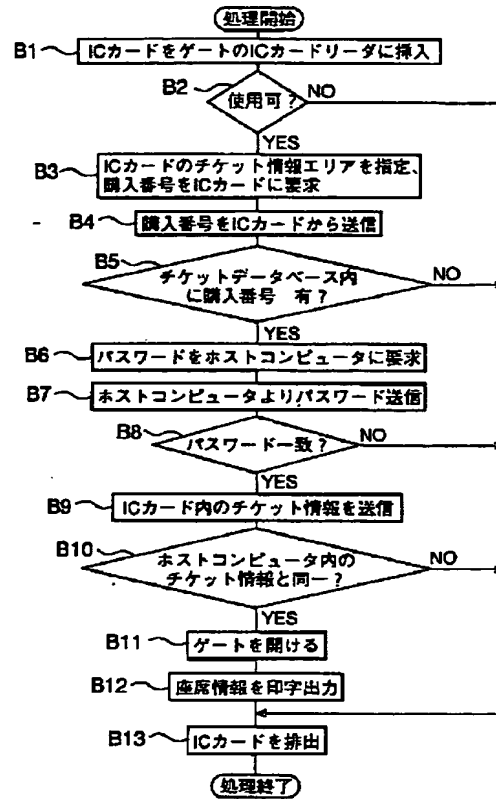 処理開始
B1 ICカードをゲートのICカードリーダに挿入
B2 使用可? NO
YES
B3 ICカードのチケット情報エリアを指定、
購入番号をICカードに要求
B4 購入番号をICカードから送信
B5 チケットデータベース内
に購入番号 有? NO
YES
B6 パスワードをホストコンピュータに要求
B7 ホストコンピュータよりパスワード送信
B8 パスワード一致? NO
YES
B9 ICカード内のチケット情報を送信
B10 ホストコンピュータ内の
チケット情報と同一? NO
YES
B11 ゲートを開ける
B12 座席情報を印字出力
B13 ICカードを排出
処理終了